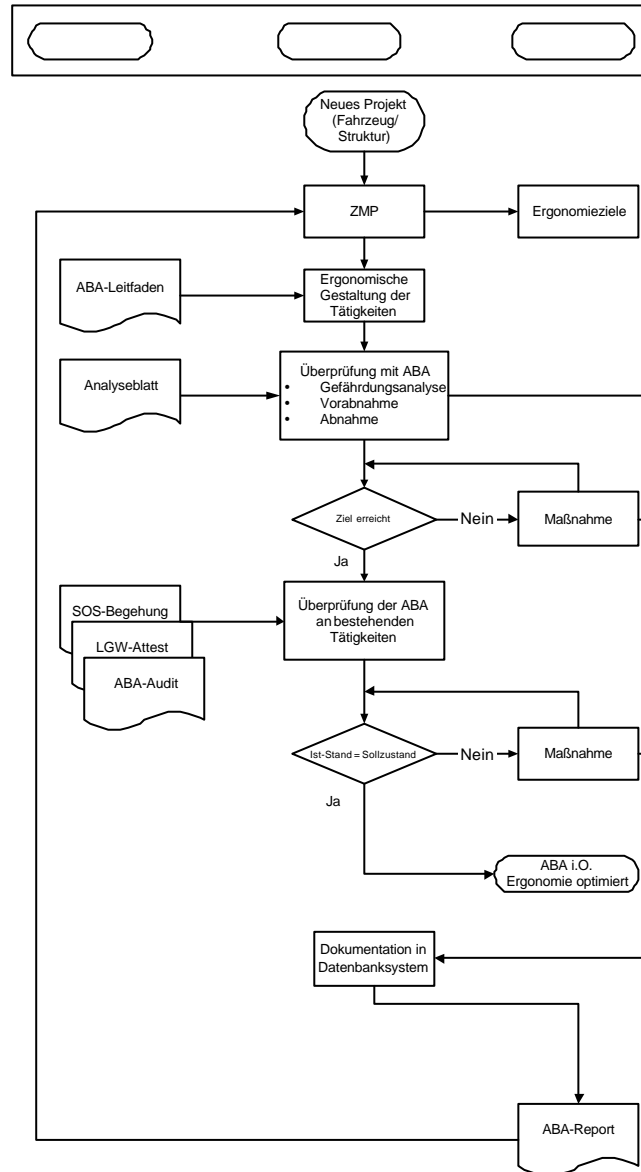 Neues Projekt
(Fahrzeug/
Struktur)
ZMP
Ergonomieziele
ABA-Leitfaden
Ergonomische
Gestaltung der
Tätigkeiten
Analyseblatt
Überprüfung mit ABA
• Gefährdungsanalyse
• Vorabnahme
• Abnahme
Ziel erreicht
Nein
Maßnahme
Ja
SOS-Begehung
LGW-Attest
ABA-Audit
Überprüfung der ABA
an bestehenden
Tätigkeiten
Ist-Stand = Sollzustand
Nein
Maßnahme
Ja
ABA i.O.
Ergonomie optimiert
Dokumentation in
Datenbanksystem
ABA-Report